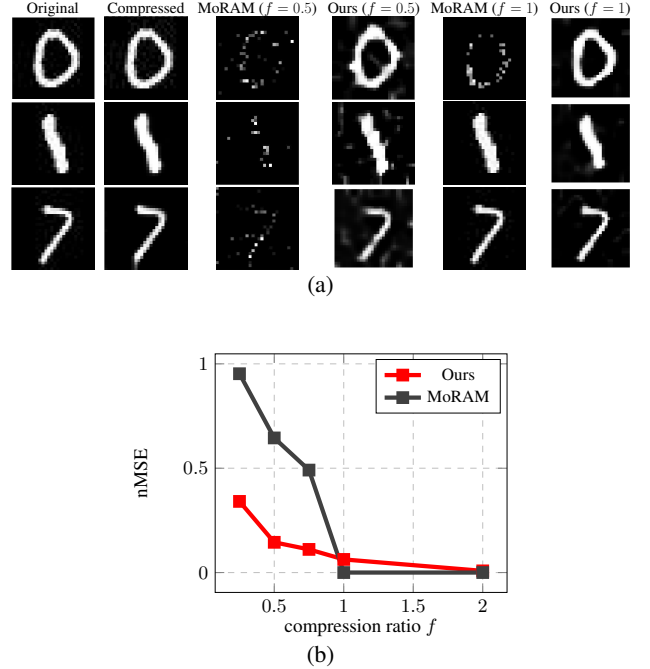 Original Compressed MoRAM (f = 0.5) Ours (f = 0.5) MoRAM (f = 1) Ours (f = 1)
(a)
1
0.5
0
nMSE
Ours
MoRAM
0.5 1 1.5 2
compression ratio f
(b)